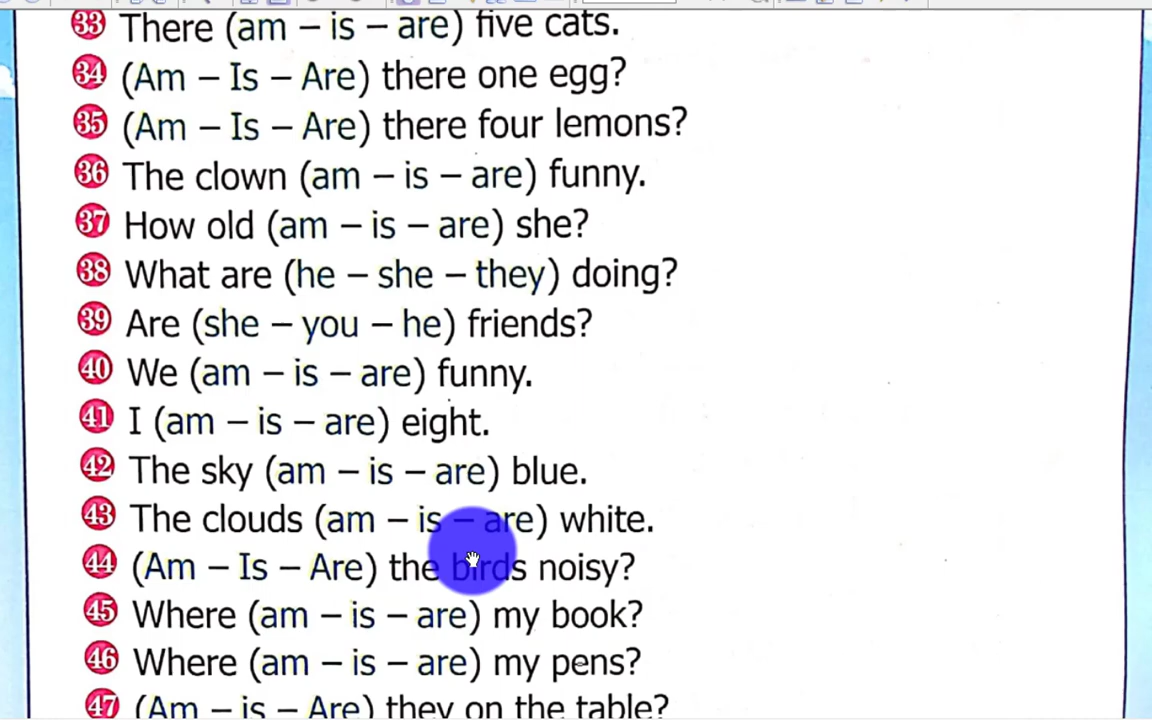 33 There (am – is – are) five cats.
34 (Am – Is – Are) there one egg?
35 (Am – Is – Are) there four lemons?
36 The clown (am – is – are) funny.
37 How old (am – is – are) she?
38 What are (he – she – they) doing?
39 Are (she – you – he) friends?
40 We (am – is – are) funny.
41 I (am – is – are) eight.
42 The sky (am – is – are) blue.
43 The clouds (am – is – are) white.
44 (Am – Is – Are) the birds noisy?
45 Where (am – is – are) my book?
46 Where (am – is – are) my pens?
47 (Am – is – Are) they on the table?